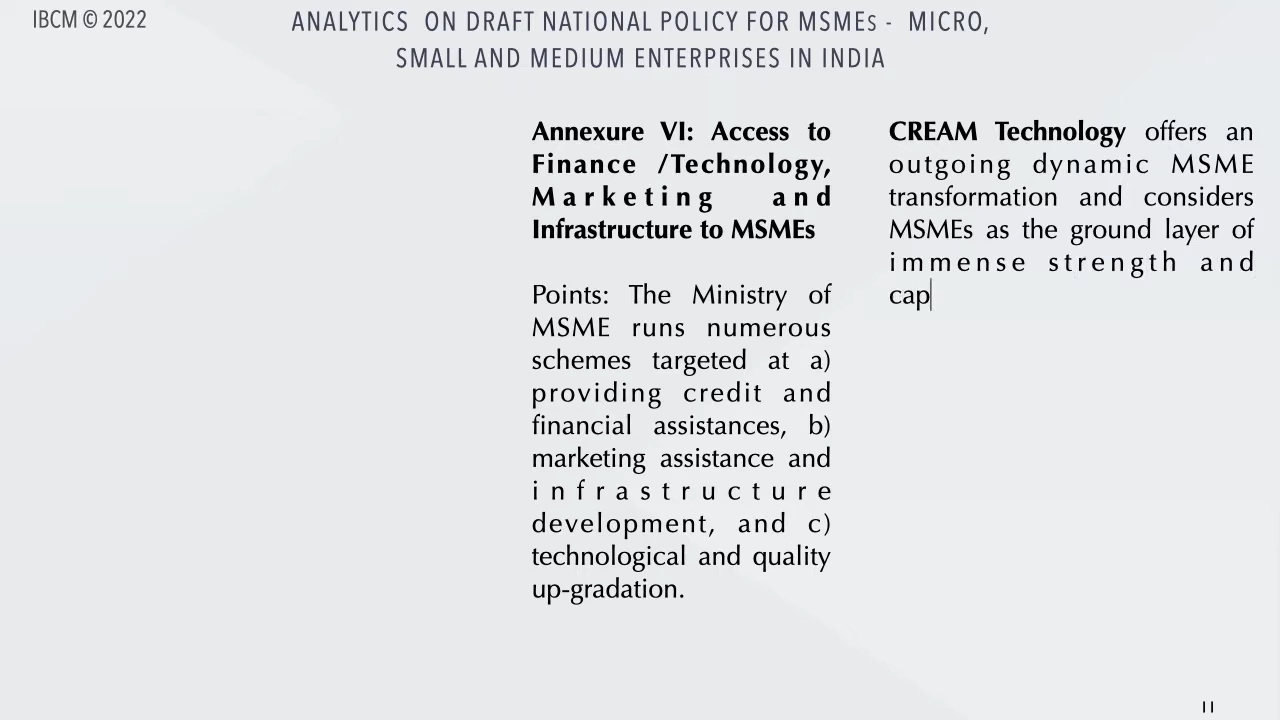 IBCM © 2022
ANALYTICS ON DRAFT NATIONAL POLICY FOR MSMEs - MICRO,
SMALL AND MEDIUM ENTERPRISES IN INDIA
Annexure VI: Access to
Finance /Technology,
Marketing and
Infrastructure to MSMEs
Points: The Ministry of
MSME runs numerous
schemes targeted at a)
providing credit and
financial assistances, b)
marketing assistance and
infrastructure
development, and c)
technological and quality
up-gradation.
CREAM Technology offers an
outgoing dynamic MSME
transformation and considers
MSMEs as the ground layer of
immense strength and
cap
11